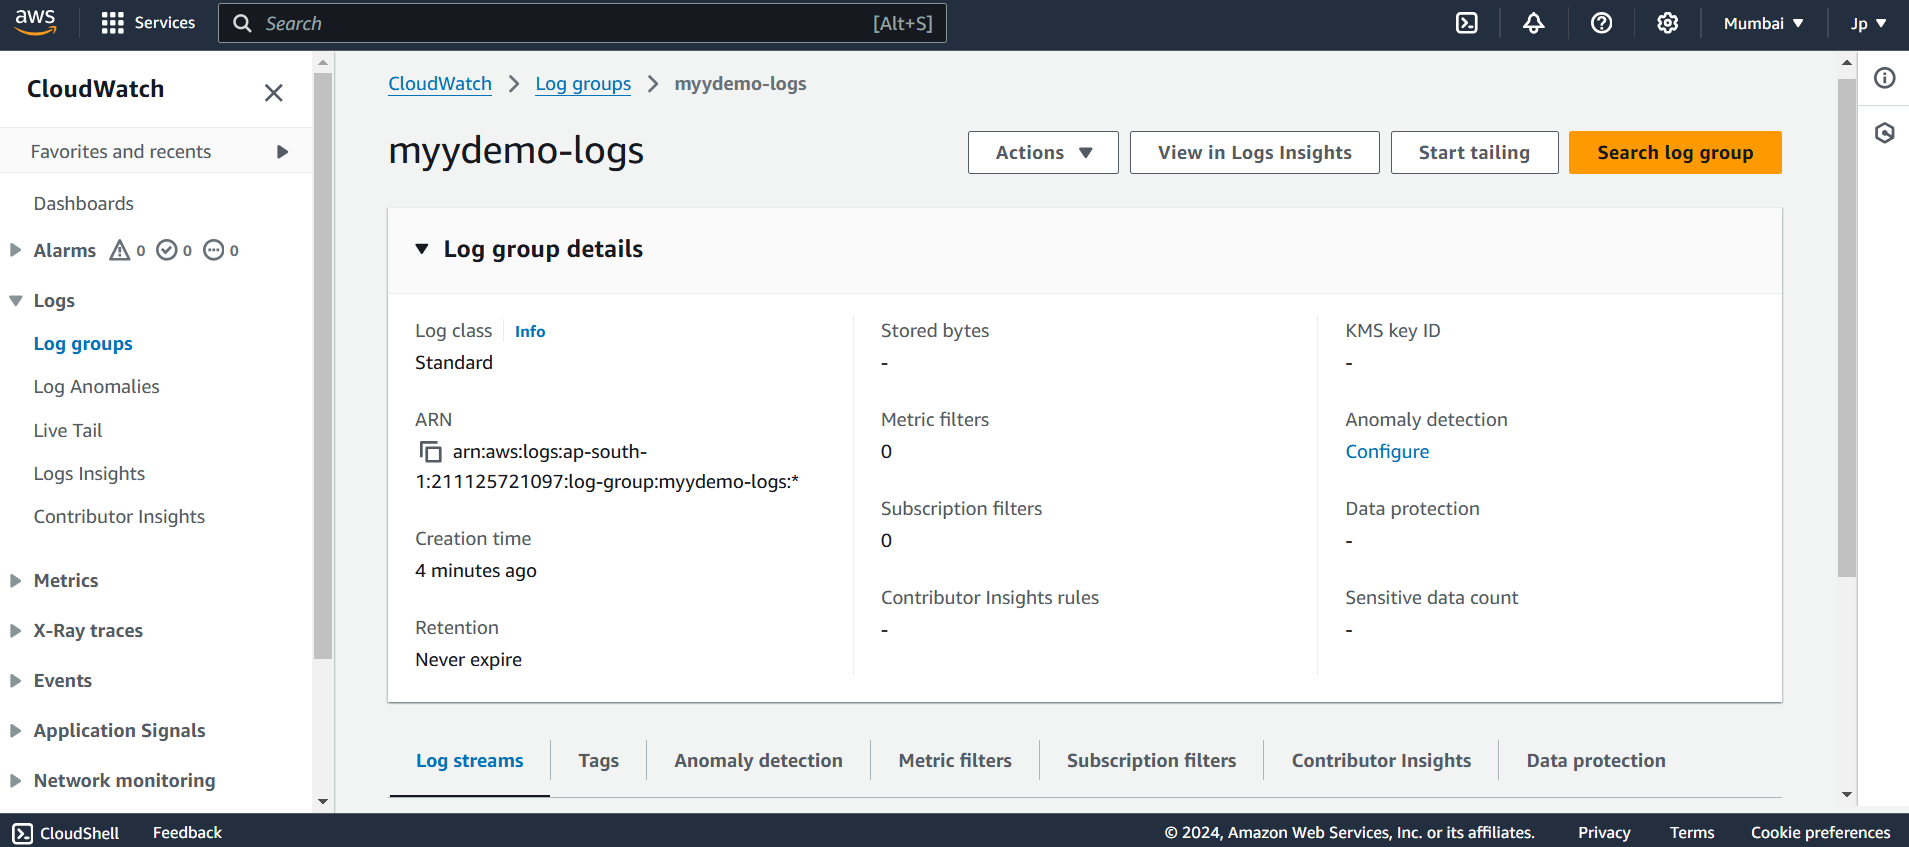 aws Services Search [Alt+S] Mumbai Jp
CloudWatch
Favorites and recents
Dashboards
Alarms 0 0 0
Logs
Log groups
Log Anomalies
Live Tail
Logs Insights
Contributor Insights
Metrics
X-Ray traces
Events
Application Signals
Network monitoring
CloudWatch > Log groups > myydemo-logs
myydemo-logs
Actions View in Logs Insights Start tailing Search log group
Log group details
Log class Info
Standard
ARN
arn:aws:logs:ap-south-
1:211125721097:log-group:myydemo-logs:*
Creation time
4 minutes ago
Retention
Never expire
Stored bytes
-
Metric filters
0
Subscription filters
0
Contributor Insights rules
-
KMS key ID
-
Anomaly detection
Configure
Data protection
-
Sensitive data count
-
Log streams Tags Anomaly detection Metric filters Subscription filters Contributor Insights Data protection
CloudShell Feedback © 2024, Amazon Web Services, Inc. or its affiliates. Privacy Terms Cookie preferences